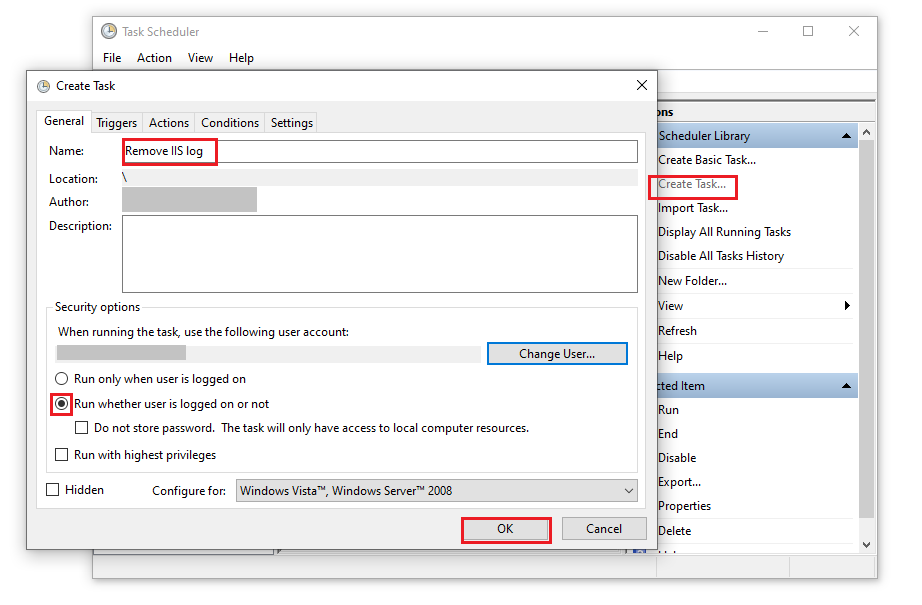 Task Scheduler
File Action View Help
Create Task
General Triggers Actions Conditions Settings
Name: Remove IIS log
Location: \
Author:
Description:
Security options
When running the task, use the following user account:
Change User...
Run only when user is logged on
Run whether user is logged on or not
Do not store password. The task will only have access to local computer resources.
Run with highest privileges
Hidden Configure for: Windows Vista™, Windows Server™ 2008
OK Cancel
ons
Scheduler Library
Create Basic Task...
Create Task...
Import Task...
Display All Running Tasks
Disable All Tasks History
New Folder...
View
Refresh
Help
cted Item
Run
End
Disable
Export...
Properties
Delete